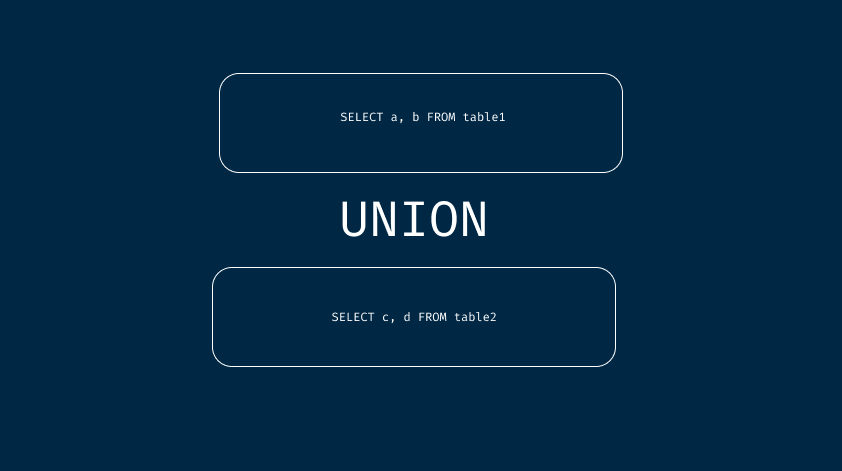 SELECT a, b FROM table1
UNION
SELECT c, d FROM table2